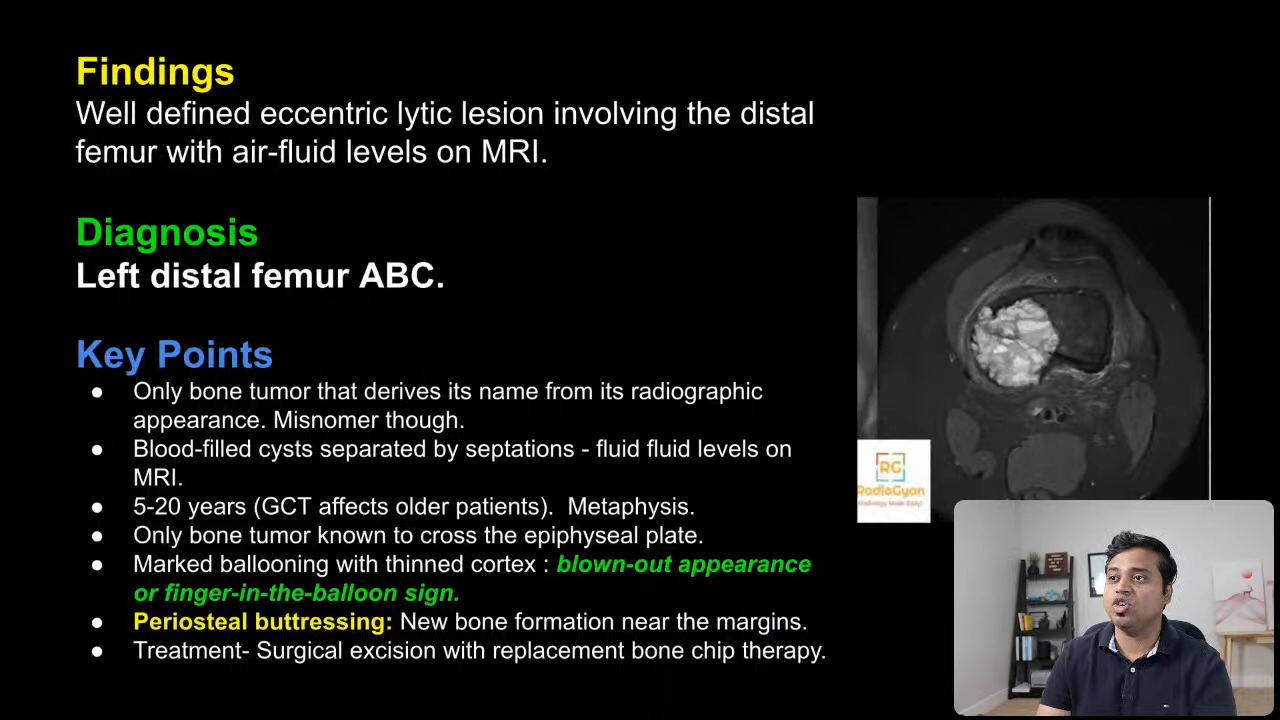 Findings
Well defined eccentric lytic lesion involving the distal
femur with air-fluid levels on MRI.
Diagnosis
Left distal femur ABC.
Key Points
● Only bone tumor that derives its name from its radiographic
appearance. Misnomer though.
● Blood-filled cysts separated by septations - fluid fluid levels on
MRI.
● 5-20 years (GCT affects older patients). Metaphysis.
● Only bone tumor known to cross the epiphyseal plate.
● Marked ballooning with thinned cortex : blown-out appearance
or finger-in-the-balloon sign.
● Periosteal buttressing: New bone formation near the margins.
● Treatment- Surgical excision with replacement bone chip therapy.
RG
RadioGyan